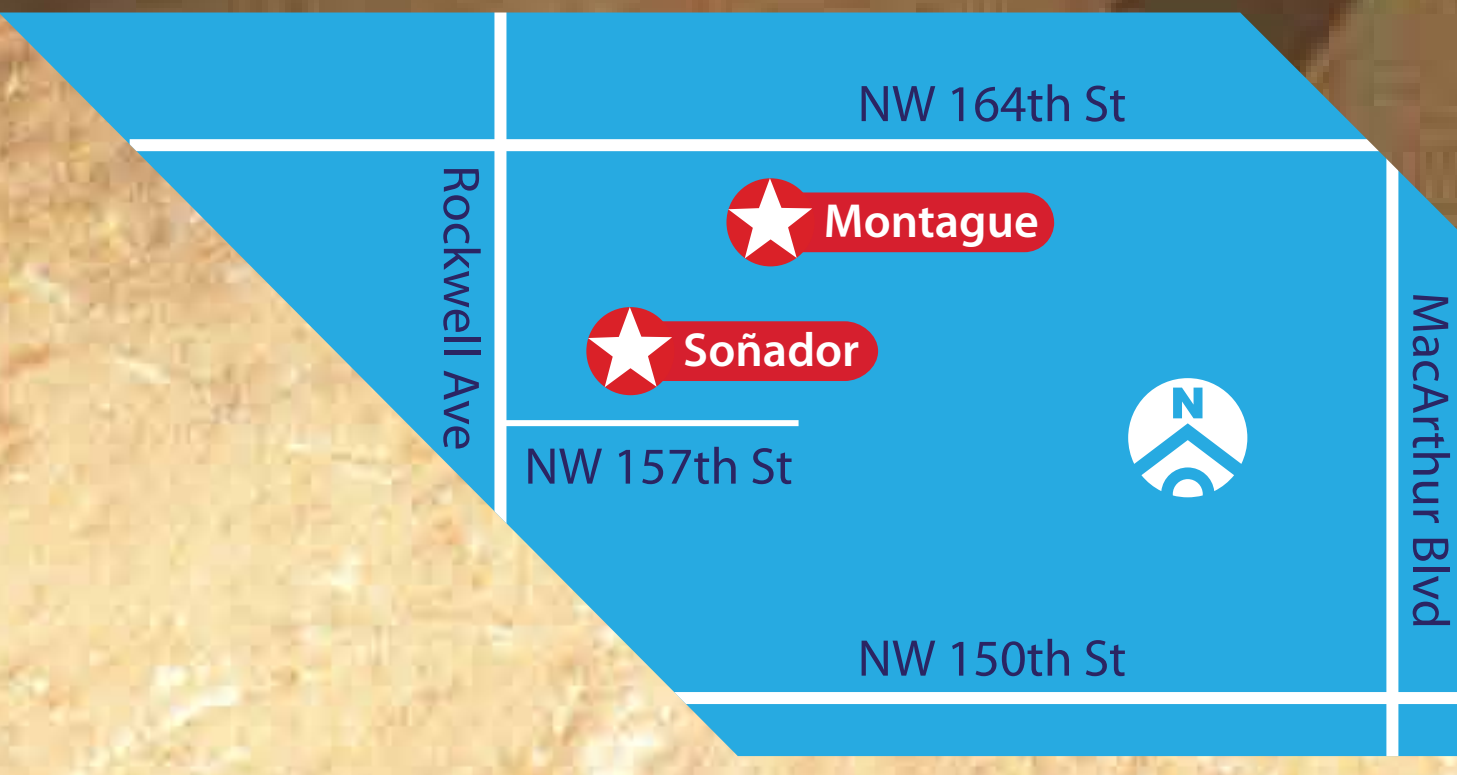 NW 164th St
Rockwell Ave
Montague
Soñador
MacArthur Blvd
N
NW 157th St
NW 150th St